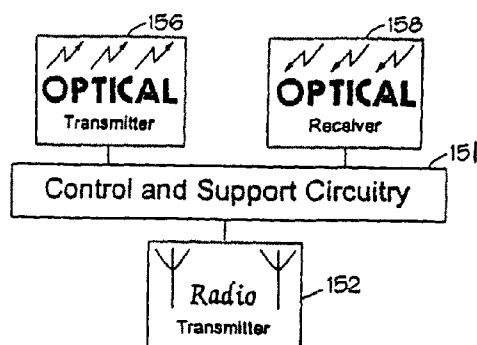 156
158
OPTICAL
Transmitter
OPTICAL
Receiver
151
Control and Support Circuitry
Radio
Transmitter
152